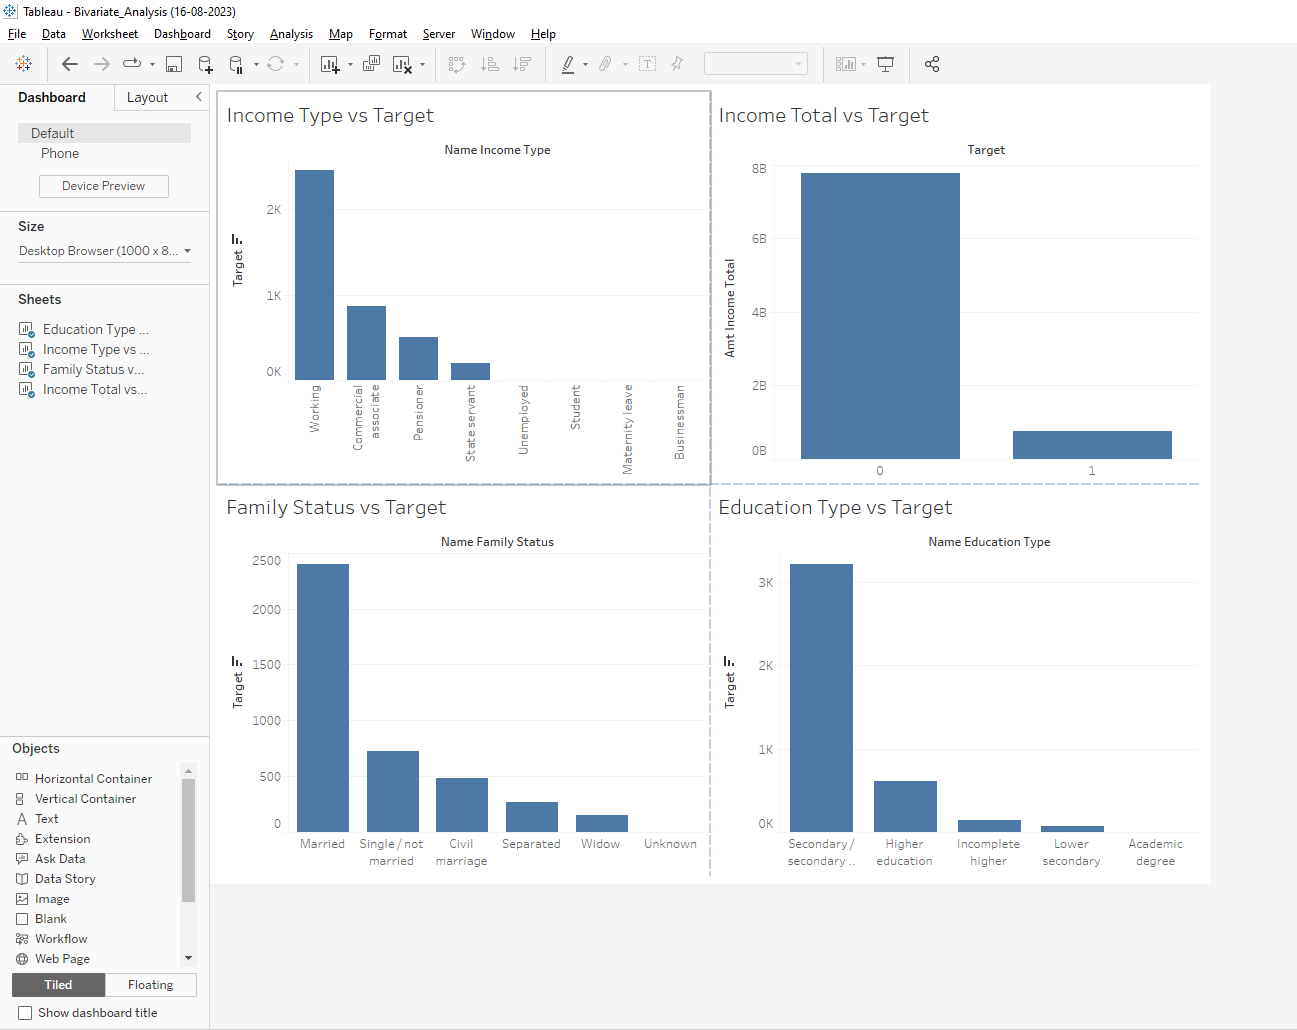 Tableau - Bivariate_Analysis (16-08-2023)
File Data Worksheet Dashboard Story Analysis Map Format Server Window Help
Dashboard Layout
Default
Phone
Device Preview
Size
Desktop Browser (1000 x 8...
Sheets
Education Type ...
Income Type vs ...
Family Status v...
Income Total vs...
Objects
Horizontal Container
Vertical Container
Text
Extension
Ask Data
Data Story
Image
Blank
Workflow
Web Page
Tiled Floating
Show dashboard title
Income Type vs Target
Name Income Type
Target
2K
1K
0K
Working
Commercial
associate
Pensioner
State servant
Unemployed
Student
Maternity leave
Businessman
Income Total vs Target
Target
Amt Income Total
8B
6B
4B
2B
0B
0 1
Family Status vs Target
Name Family Status
Target
2500
2000
1500
1000
500
0
Married
Single / not
married
Civil
marriage
Separated
Widow
Unknown
Education Type vs Target
Name Education Type
Target
3K
2K
1K
0K
Secondary /
secondary ..
Higher
education
Incomplete
higher
Lower
secondary
Academic
degree